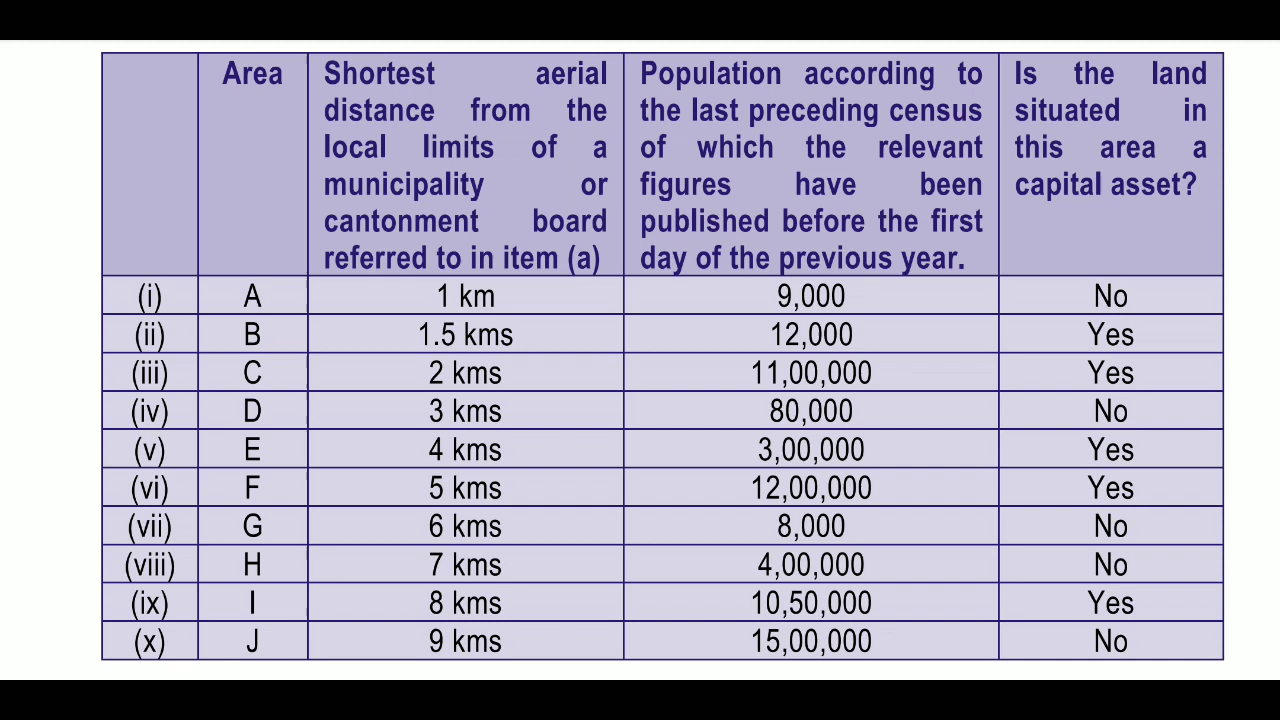 Area
Shortest aerial
distance from the
local limits of a
municipality or
cantonment board
referred to in item (a)
Population according to
the last preceding census
of which the relevant
figures have been
published before the first
day of the previous year.
Is the land
situated in
this area a
capital asset?
(i) A 1 km 9,000 No
(ii) B 1.5 kms 12,000 Yes
(iii) C 2 kms 11,00,000 Yes
(iv) D 3 kms 80,000 No
(v) E 4 kms 3,00,000 Yes
(vi) F 5 kms 12,00,000 Yes
(vii) G 6 kms 8,000 No
(viii) H 7 kms 4,00,000 No
(ix) I 8 kms 10,50,000 Yes
(x) J 9 kms 15,00,000 No